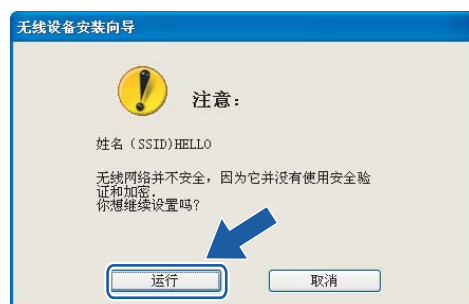 无线设备安装向导
注意：
姓名（SSID)HELLO
无线网络并不安全，因为它并没有使用安全验
证和加密.
你想继续设置吗?
运行
取消